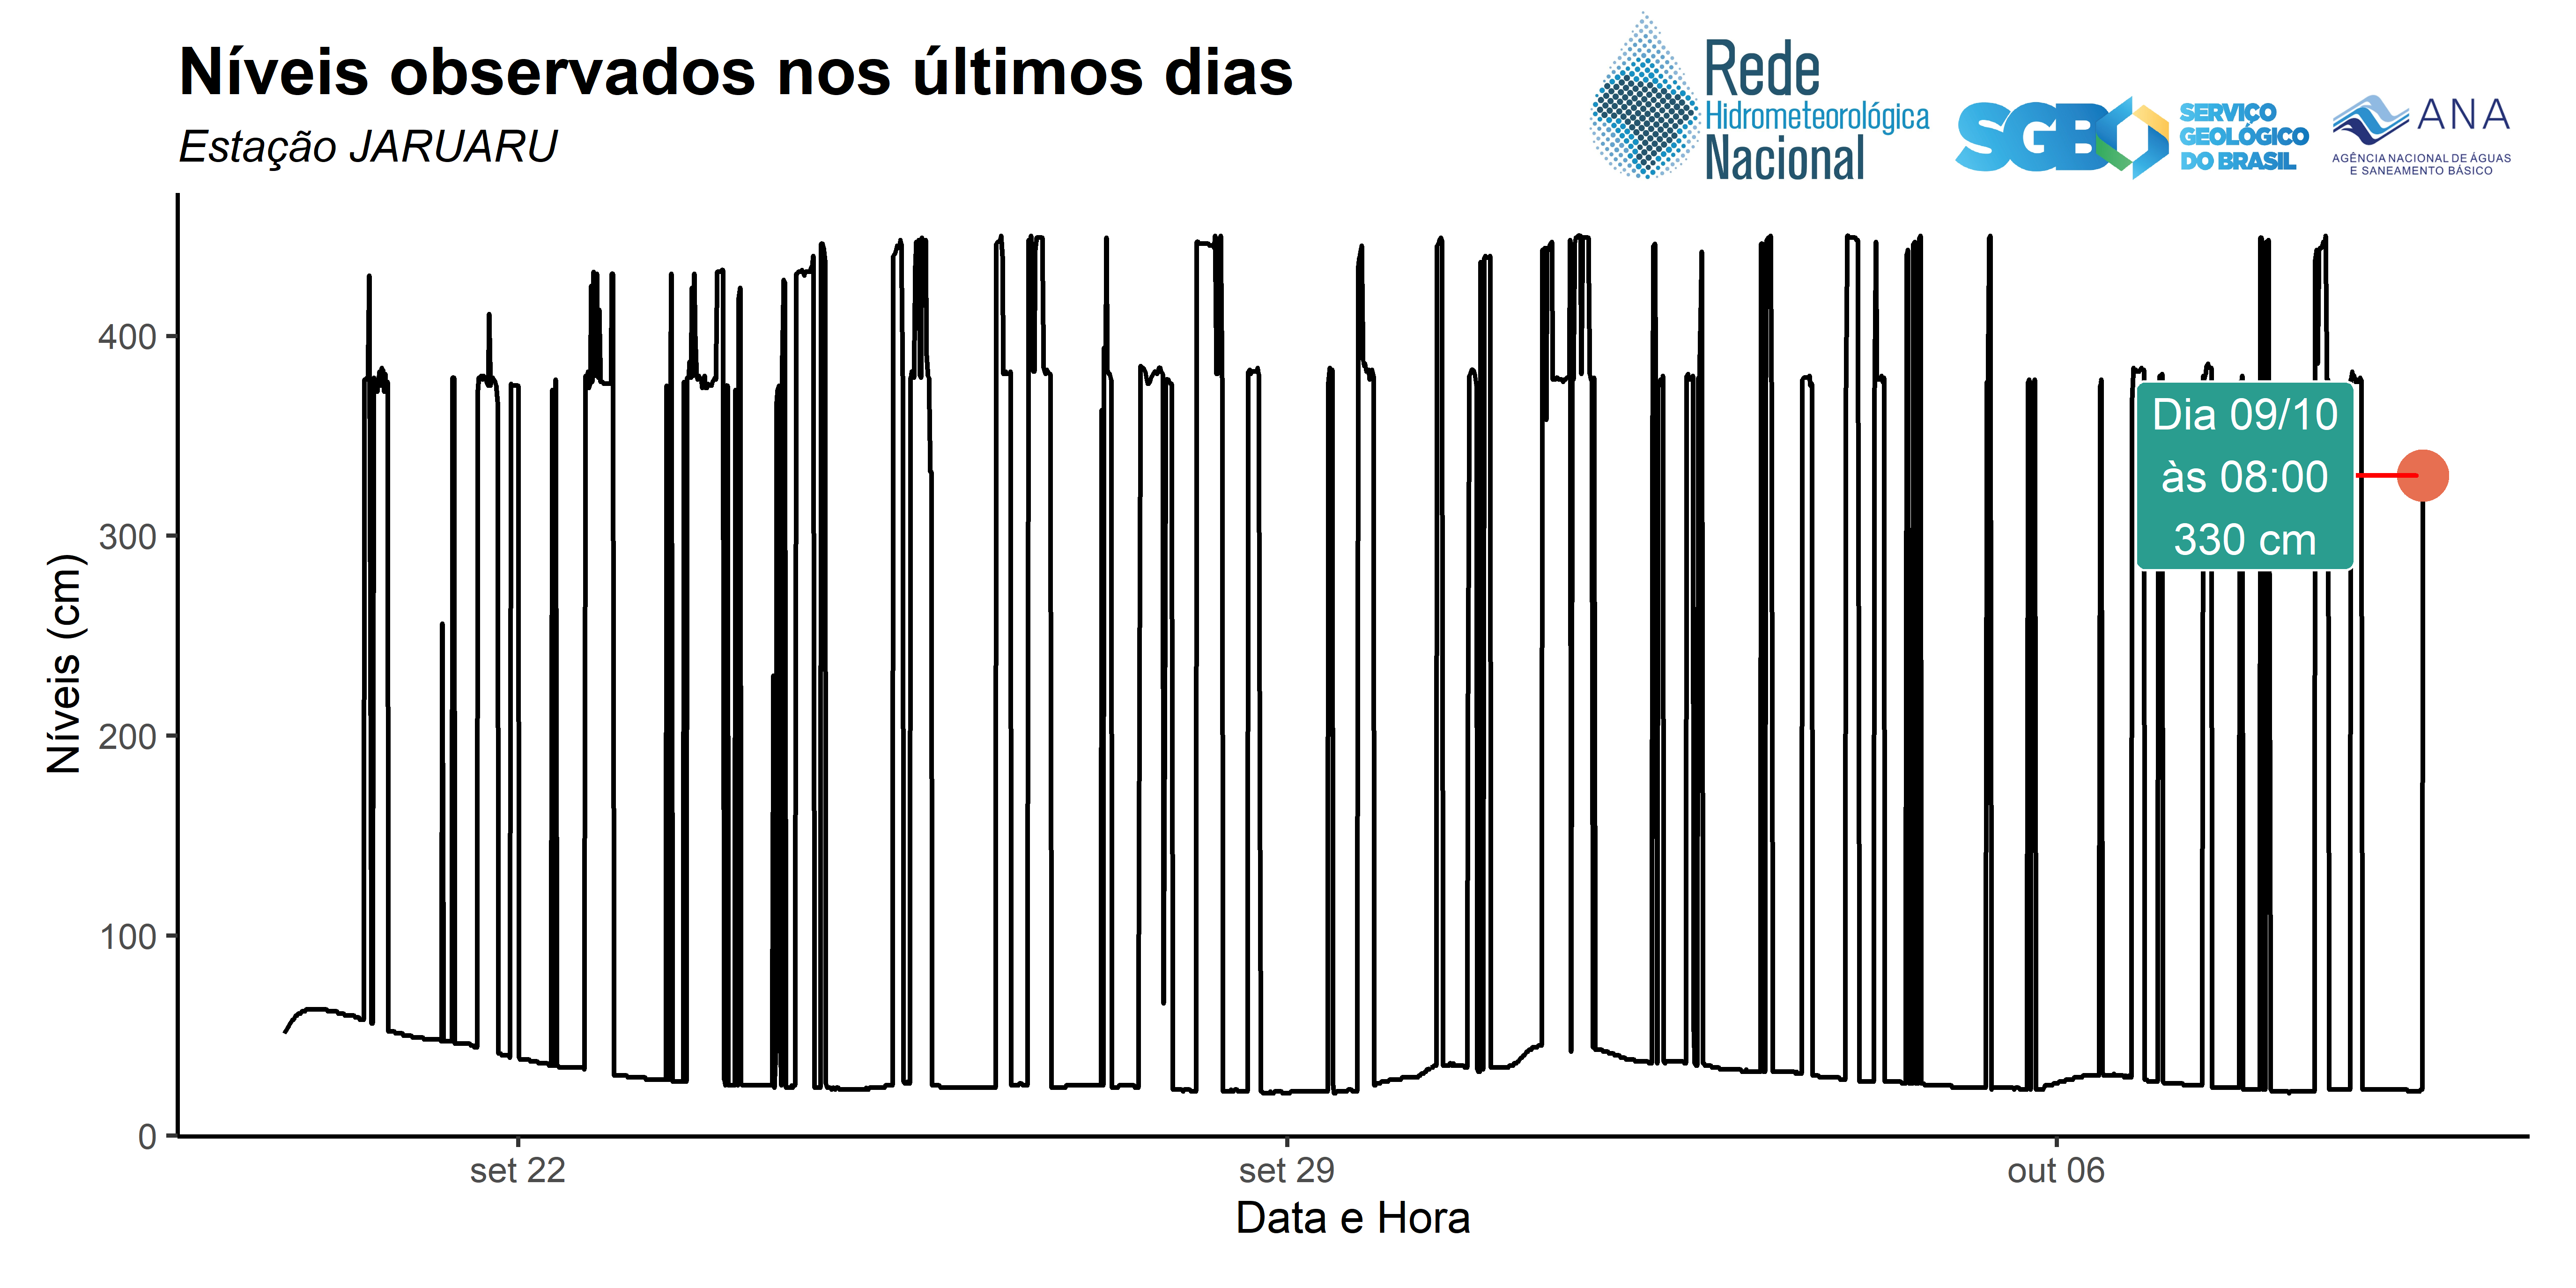 Níveis observados nos últimos dias
Estação JARUARU
Rede
Hidrometeorológica
Nacional
SGB
SERVIÇO
GEOLÓGICO
DO BRASIL
ANA
AGÊNCIA NACIONAL DE ÁGUAS
E SANEAMENTO BÁSICO
Níveis (cm)
400
300
200
100
0
Dia 09/10
às 08:00
330 cm
set 22
set 29
out 06
Data e Hora